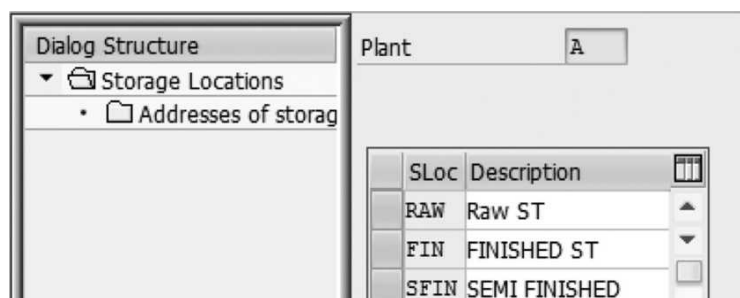 Dialog Structure
Storage Locations
Addresses of storag
Plant A
SLoc Description
RAW Raw ST
FIN FINISHED ST
SFIN SEMI FINISHED